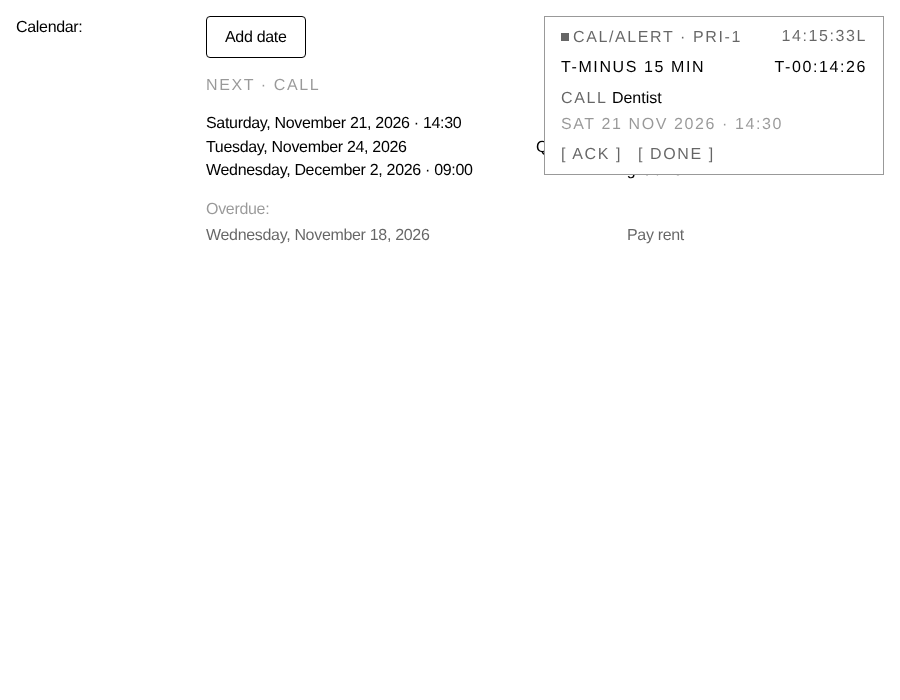 Calendar:
Add date
NEXT · CALL
Saturday, November 21, 2026 · 14:30
Tuesday, November 24, 2026
Wednesday, December 2, 2026 · 09:00
Overdue:
Wednesday, November 18, 2026 Pay rent
CAL/ALERT · PRI-1 14:15:33L
T-MINUS 15 MIN T-00:14:26
CALL Dentist
SAT 21 NOV 2026 · 14:30
[ ACK ] [ DONE ]